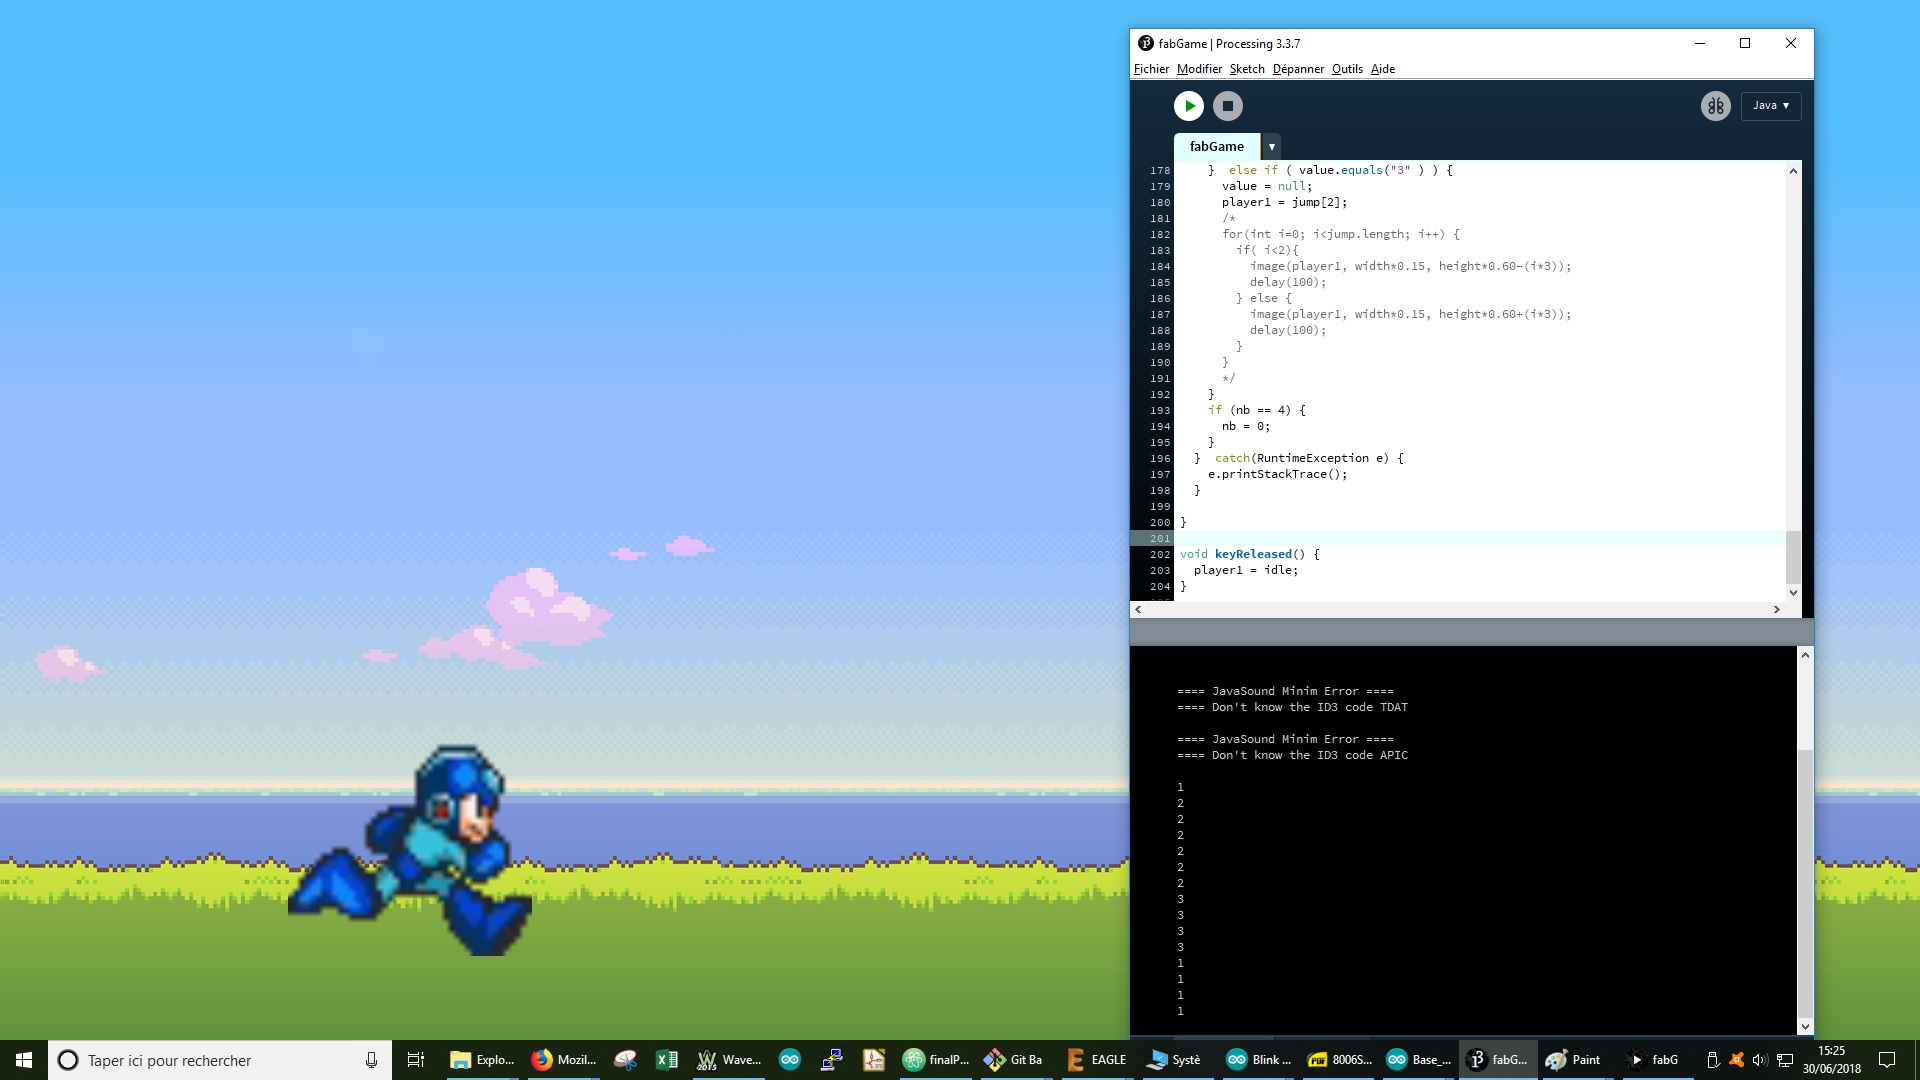 fabGame | Processing 3.3.7
Fichier Modifier Sketch Dépanner Outils Aide
Java ▾
fabGame ▾
178 } else if ( value.equals("3" ) ) {
179 value = null;
180 player1 = jump[2];
181 /*
182 for(int i=0; i<jump.length; i++) {
183 if( i<2){
184 image(player1, width*0.15, height*0.60-(i*3));
185 delay(100);
186 } else {
187 image(player1, width*0.15, height*0.60+(i*3));
188 delay(100);
189 }
190 }
191 */
192 }
193 if (nb == 4) {
194 nb = 0;
195 }
196 } catch(RuntimeException e) {
197 e.printStackTrace();
198 }
199
200 }
201
202 void keyReleased() {
203 player1 = idle;
204 }
==== JavaSound Minim Error ====
==== Don't know the ID3 code TDAT
==== JavaSound Minim Error ====
==== Don't know the ID3 code APIC
1
2
2
2
2
2
2
3
3
3
3
1
1
1
1
Taper ici pour rechercher Explo... Mozil... Wave... finalP... Git Ba EAGLE Systè Blink ... 8006S... Base_... fabG... Paint fabG 15:25
30/06/2018